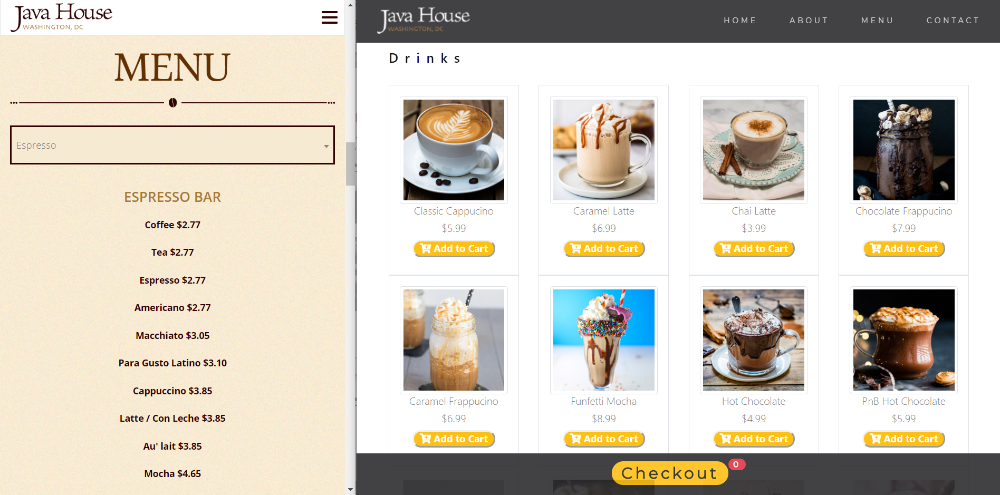 Java House
WASHINGTON, DC
MENU
Espresso
ESPRESSO BAR
Coffee $2.77
Tea $2.77
Espresso $2.77
Americano $2.77
Macchiato $3.05
Para Gusto Latino $3.10
Cappuccino $3.85
Latte / Con Leche $3.85
Au' lait $3.85
Mocha $4.65
Java House
WASHINGTON, DC
HOME ABOUT MENU CONTACT
Drinks
Classic Cappucino
$5.99
Add to Cart
Caramel Latte
$6.99
Add to Cart
Chai Latte
$3.99
Add to Cart
Chocolate Frappucino
$7.99
Add to Cart
Caramel Frappucino
$6.99
Add to Cart
Funfetti Mocha
$8.99
Add to Cart
Hot Chocolate
$4.99
Add to Cart
PnB Hot Chocolate
$5.99
Add to Cart
Checkout 0